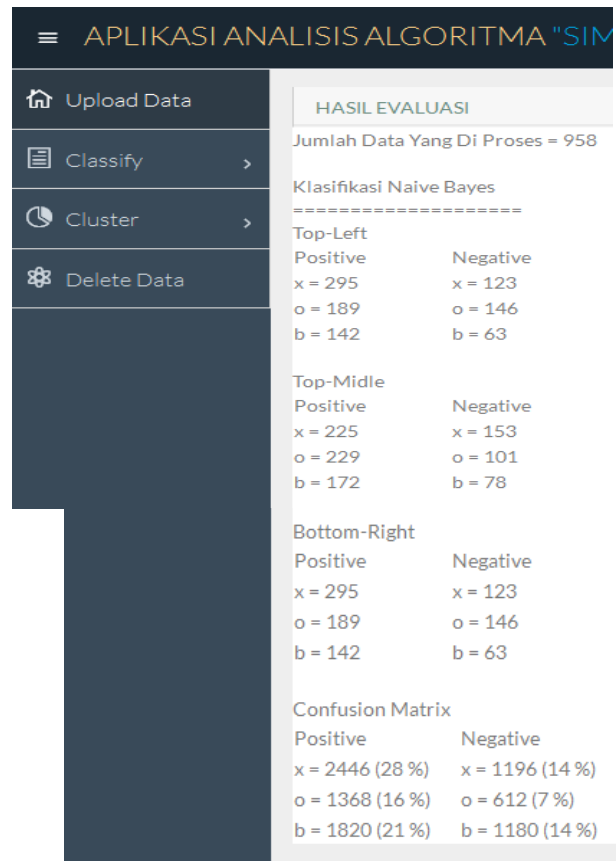 APLIKASI ANALISIS ALGORITMA "SIM
Upload Data
Classify
Cluster
Delete Data
HASIL EVALUASI
Jumlah Data Yang Di Proses = 958
Klasifikasi Naive Bayes
====================
Top-Left
Positive Negative
x = 295 x = 123
o = 189 o = 146
b = 142 b = 63
Top-Midle
Positive Negative
x = 225 x = 153
o = 229 o = 101
b = 172 b = 78
Bottom-Right
Positive Negative
x = 295 x = 123
o = 189 o = 146
b = 142 b = 63
Confusion Matrix
Positive Negative
x = 2446 (28 %) x = 1196 (14 %)
o = 1368 (16 %) o = 612 (7 %)
b = 1820 (21 %) b = 1180 (14 %)